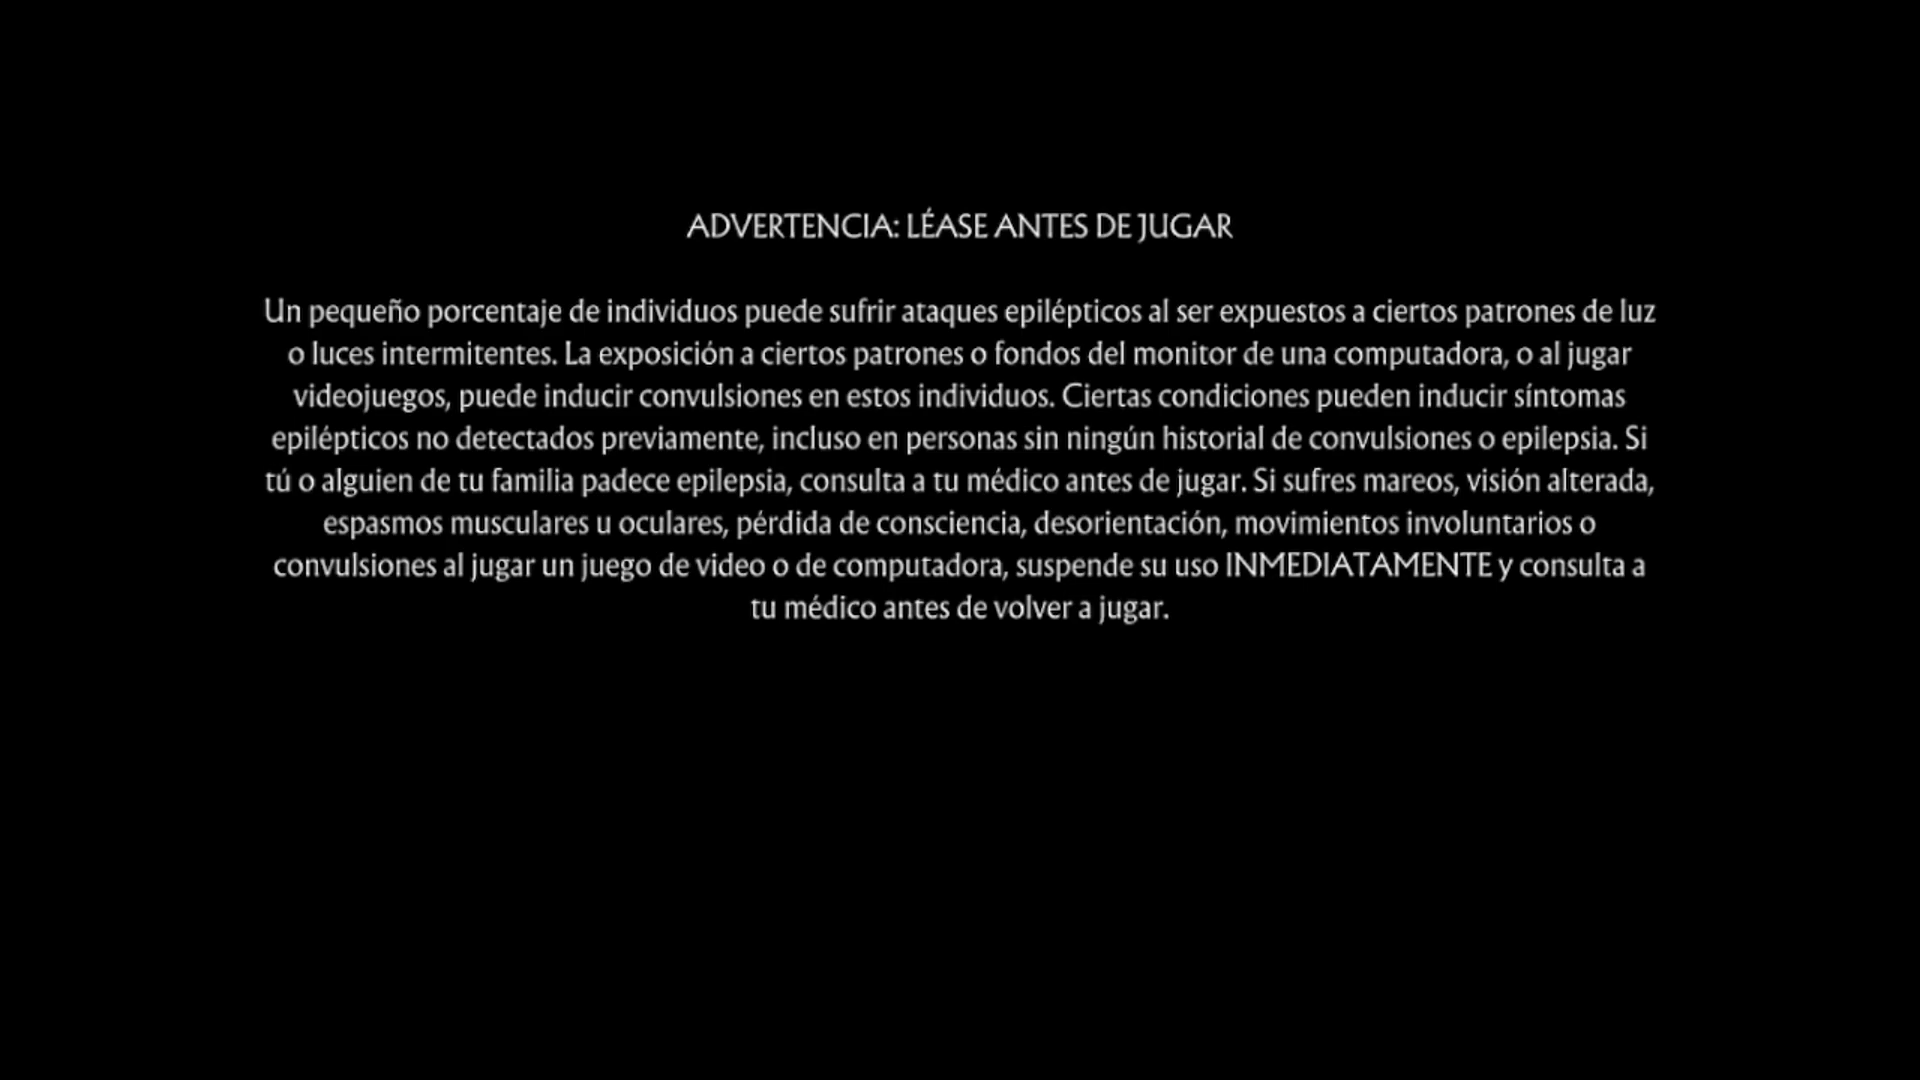 ADVERTENCIA: LÉASE ANTES DE JUGAR
Un pequeño porcentaje de individuos puede sufrir ataques epilépticos al ser expuestos a ciertos patrones de luz
o luces intermitentes. La exposición a ciertos patrones o fondos del monitor de una computadora, o al jugar
videojuegos, puede inducir convulsiones en estos individuos. Ciertas condiciones pueden inducir síntomas
epilépticos no detectados previamente, incluso en personas sin ningún historial de convulsiones o epilepsia. Si
tú o alguien de tu familia padece epilepsia, consulta a tu médico antes de jugar. Si sufres mareos, visión alterada,
espasmos musculares u oculares, pérdida de consciencia, desorientación, movimientos involuntarios o
convulsiones al jugar un juego de video o de computadora, suspende su uso INMEDIATAMENTE y consulta a
tu médico antes de volver a jugar.